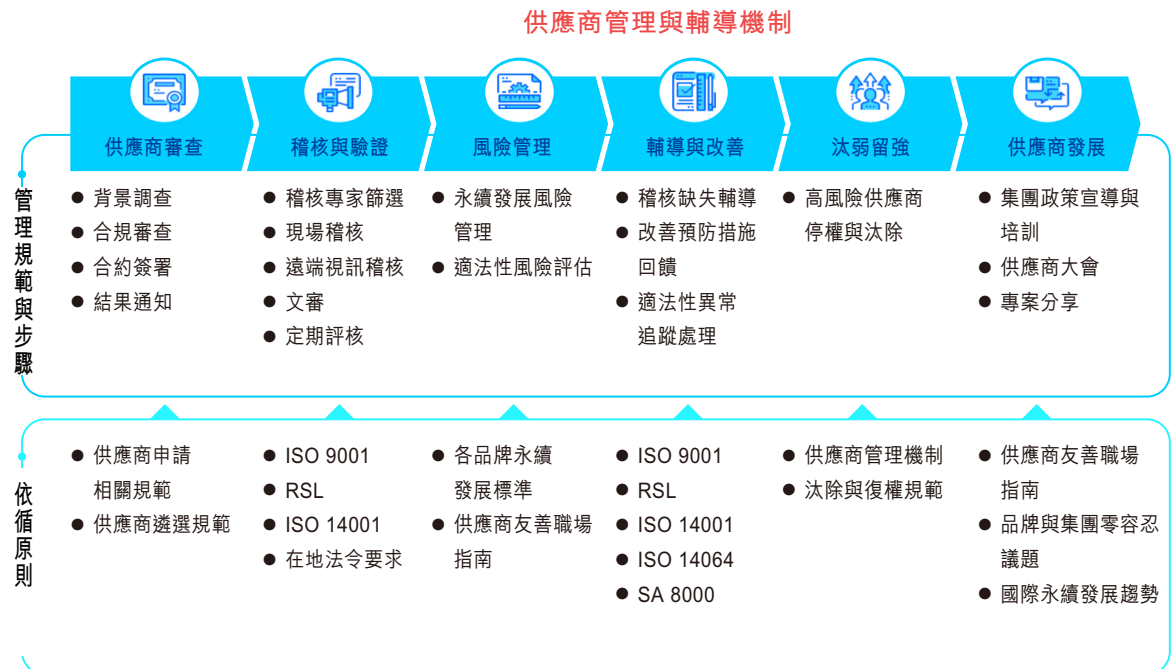 供應商管理與輔導機制
供應商審查
稽核與驗證
風險管理
輔導與改善
汰弱留強
供應商發展
管理規範與步驟
● 背景調查
● 合規審查
● 合約簽署
● 結果通知
● 稽核專家篩選
● 現場稽核
● 遠端視訊稽核
● 文審
● 定期評核
● 永續發展風險
管理
● 適法性風險評估
● 稽核缺失輔導
● 改善預防措施
回饋
● 適法性異常
追蹤處理
● 高風險供應商
停權與汰除
● 集團政策宣導與
培訓
● 供應商大會
● 專案分享
依循原則
● 供應商申請
相關規範
● 供應商遴選規範
● ISO 9001
● RSL
● ISO 14001
● 在地法令要求
● 各品牌永續
發展標準
● 供應商友善職場
指南
● ISO 9001
● RSL
● ISO 14001
● ISO 14064
● SA 8000
● 供應商管理機制
● 汰除與復權規範
● 供應商友善職場
指南
● 品牌與集團零容忍
議題
● 國際永續發展趨勢